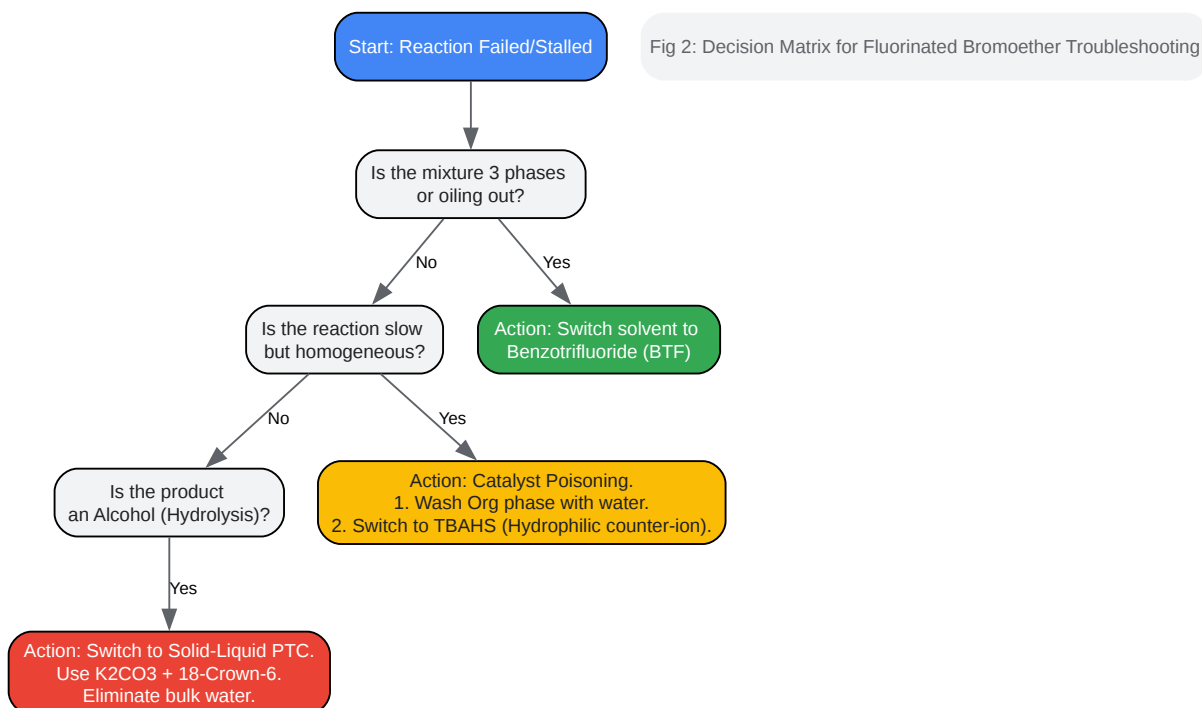 Start: Reaction Failed/Stalled
Fig 2: Decision Matrix for Fluorinated Bromoether Troubleshooting
Is the mixture 3 phases
or oiling out?
No
Yes
Is the reaction slow
but homogeneous?
Action: Switch solvent to
Benzotrifluoride (BTF)
No
Yes
Is the product
an Alcohol (Hydrolysis)?
Action: Catalyst Poisoning.
1. Wash Org phase with water.
2. Switch to TBAHS (Hydrophilic counter-ion).
Yes
Action: Switch to Solid-Liquid PTC.
Use K2CO3 + 18-Crown-6.
Eliminate bulk water.